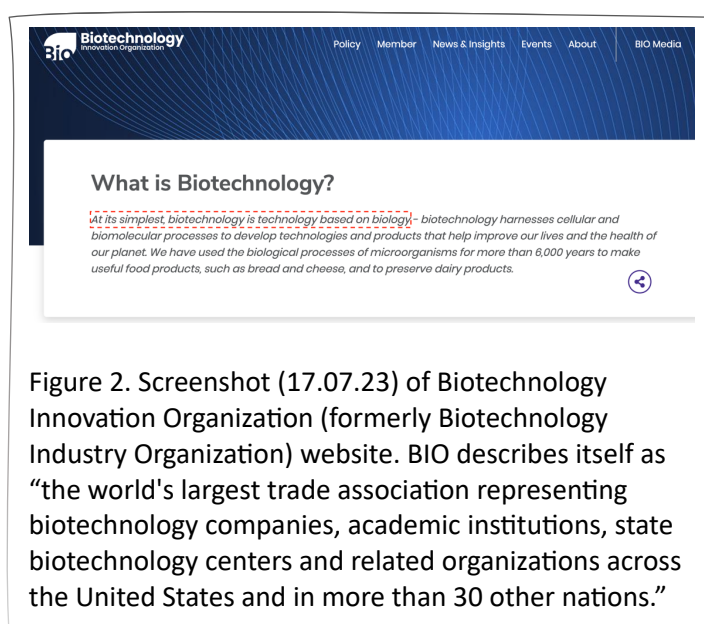 Bio
Biotechnology
Innovation Organization
Policy Member News & Insights Events About BIO Media
What is Biotechnology?
At its simplest, biotechnology is technology based on biology - biotechnology harnesses cellular and
biomolecular processes to develop technologies and products that help improve our lives and the health of
our planet. We have used the biological processes of microorganisms for more than 6,000 years to make
useful food products, such as bread and cheese, and to preserve dairy products.
Figure 2. Screenshot (17.07.23) of Biotechnology
Innovation Organization (formerly Biotechnology
Industry Organization) website. BIO describes itself as
“the world's largest trade association representing
biotechnology companies, academic institutions, state
biotechnology centers and related organizations across
the United States and in more than 30 other nations.”